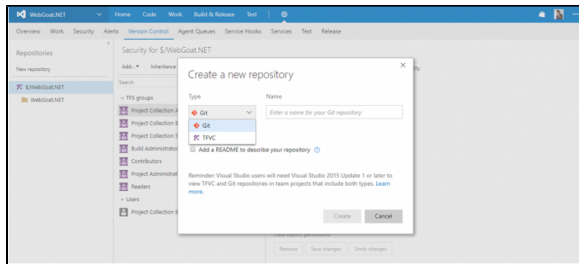 WebGoat.NET
Home Code Work Build & Release Test
Overview Work Security Alerts Version Control Agent Queues Service Hooks Services Test Release
Repositories
New repository
$/WebGoat.NET
WebGoat.NET
Security for $/WebGoat.NET
Add... Inheritance
Search
TFS groups
Project Collection A
Project Collection B
Project Collection S
Build Administrator
Contributors
Project Administrat
Readers
Users
Project Collection B
Create a new repository
Type Name
Git Enter a name for your Git repository
Git
TFVC
Add a README to describe your repository
Reminder: Visual Studio users will need Visual Studio 2015 Update 1 or later to
view TFVC and Git repositories in team projects that include both types. Learn
more.
Create Cancel
Remove Save changes Undo changes